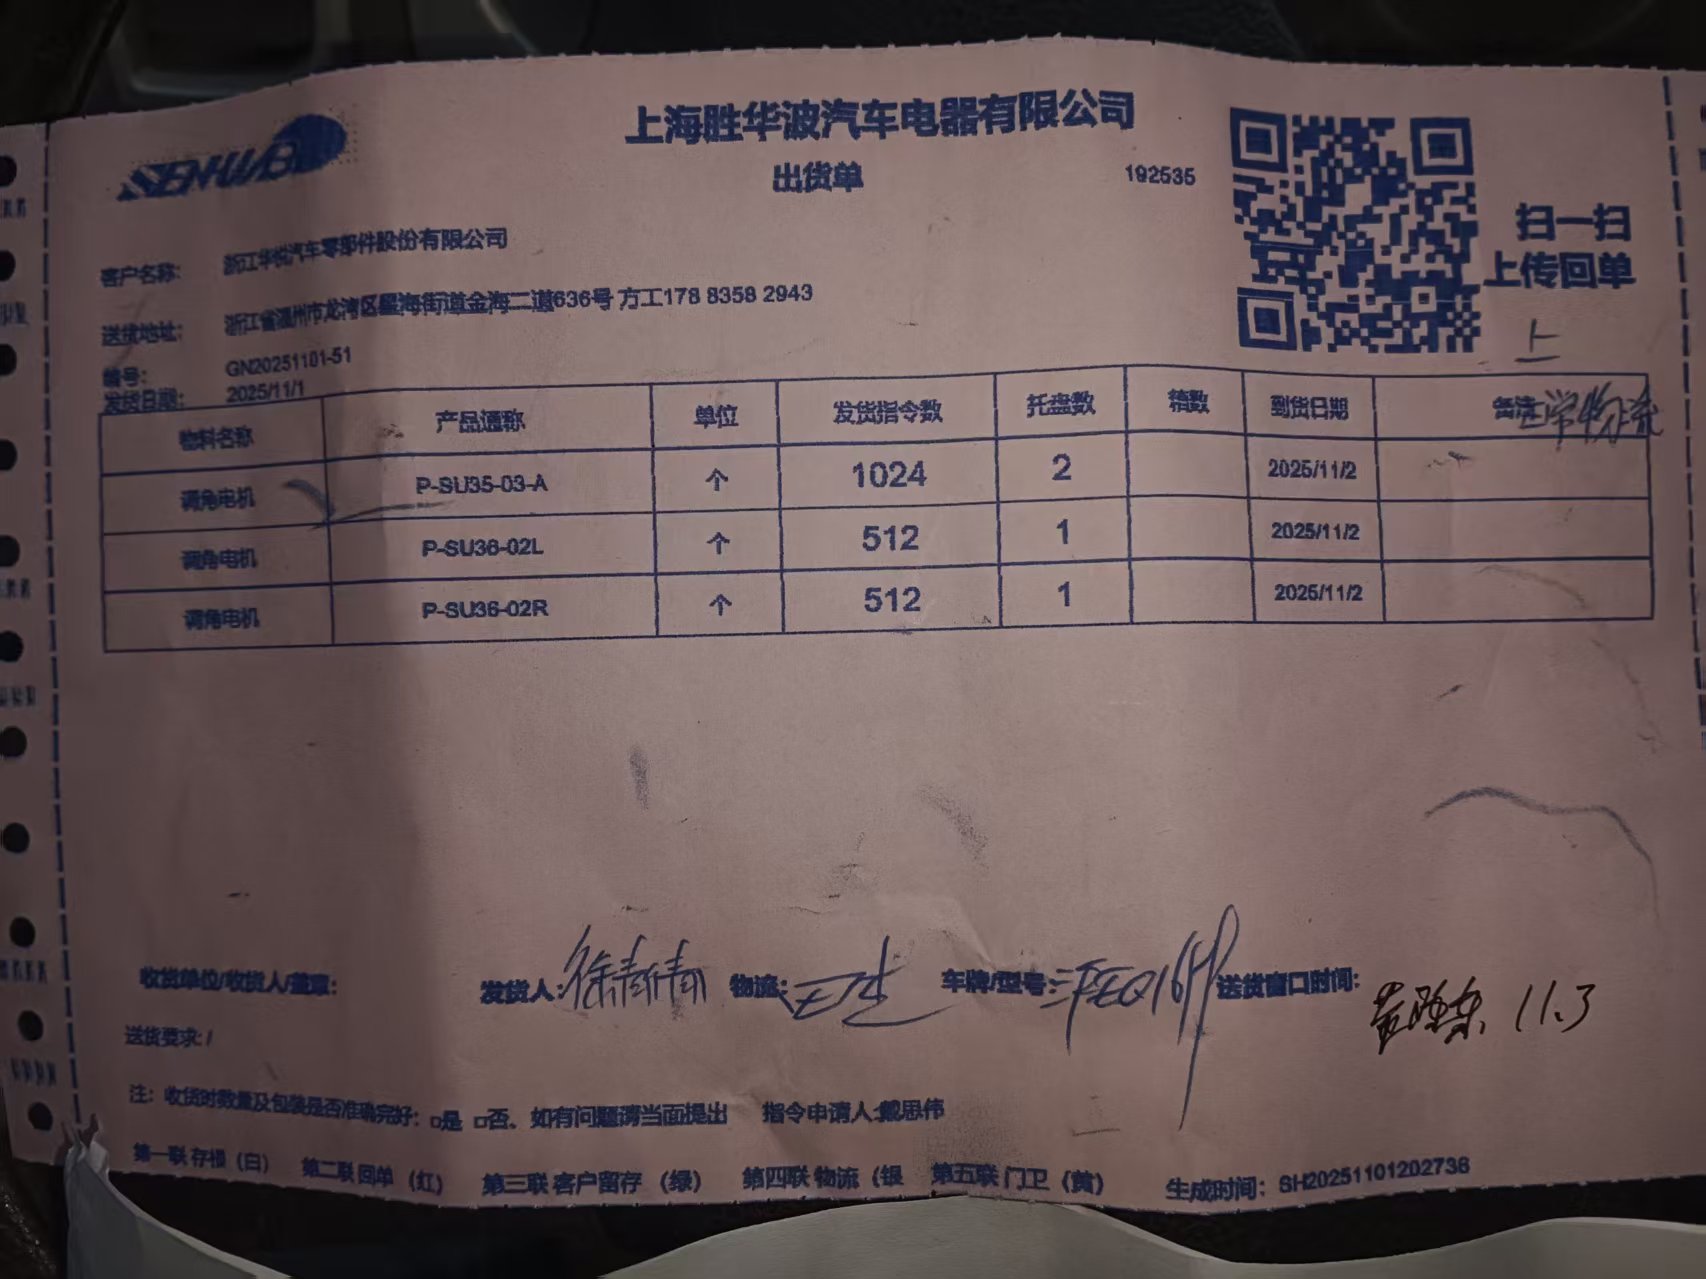 SENHWABO
上海胜华波汽车电器有限公司
出货单
192535
扫一扫
上传回单
上
客户名称： 浙江华悦汽车零部件股份有限公司
送货地址： 浙江省温州市龙湾区星海街道金海二道636号 方工178 8358 2943
编号： GN20251101-51
发货日期： 2025/11/1
物料名称 产品通称 单位 发货指令数 托盘数 箱数 到货日期 备注 物流
调角电机 P-SU35-03-A 个 1024 2 2025/11/2
调角电机 P-SU36-02L 个 512 1 2025/11/2
调角电机 P-SU36-02R 个 512 1 2025/11/2
收货单位/收货人/盖章： 发货人： 徐青倩 物流： 车牌/型号： 送货窗口时间：
11.3
送货要求： /
注：收货时数量及包装是否准确完好：□是 □否、如有问题请当面提出 指令申请人:戴思伟
第一联 存根（白） 第二联 回单（红） 第三联 客户留存（绿） 第四联 物流（银 第五联 门卫（黄） 生成时间： SH20251101202736